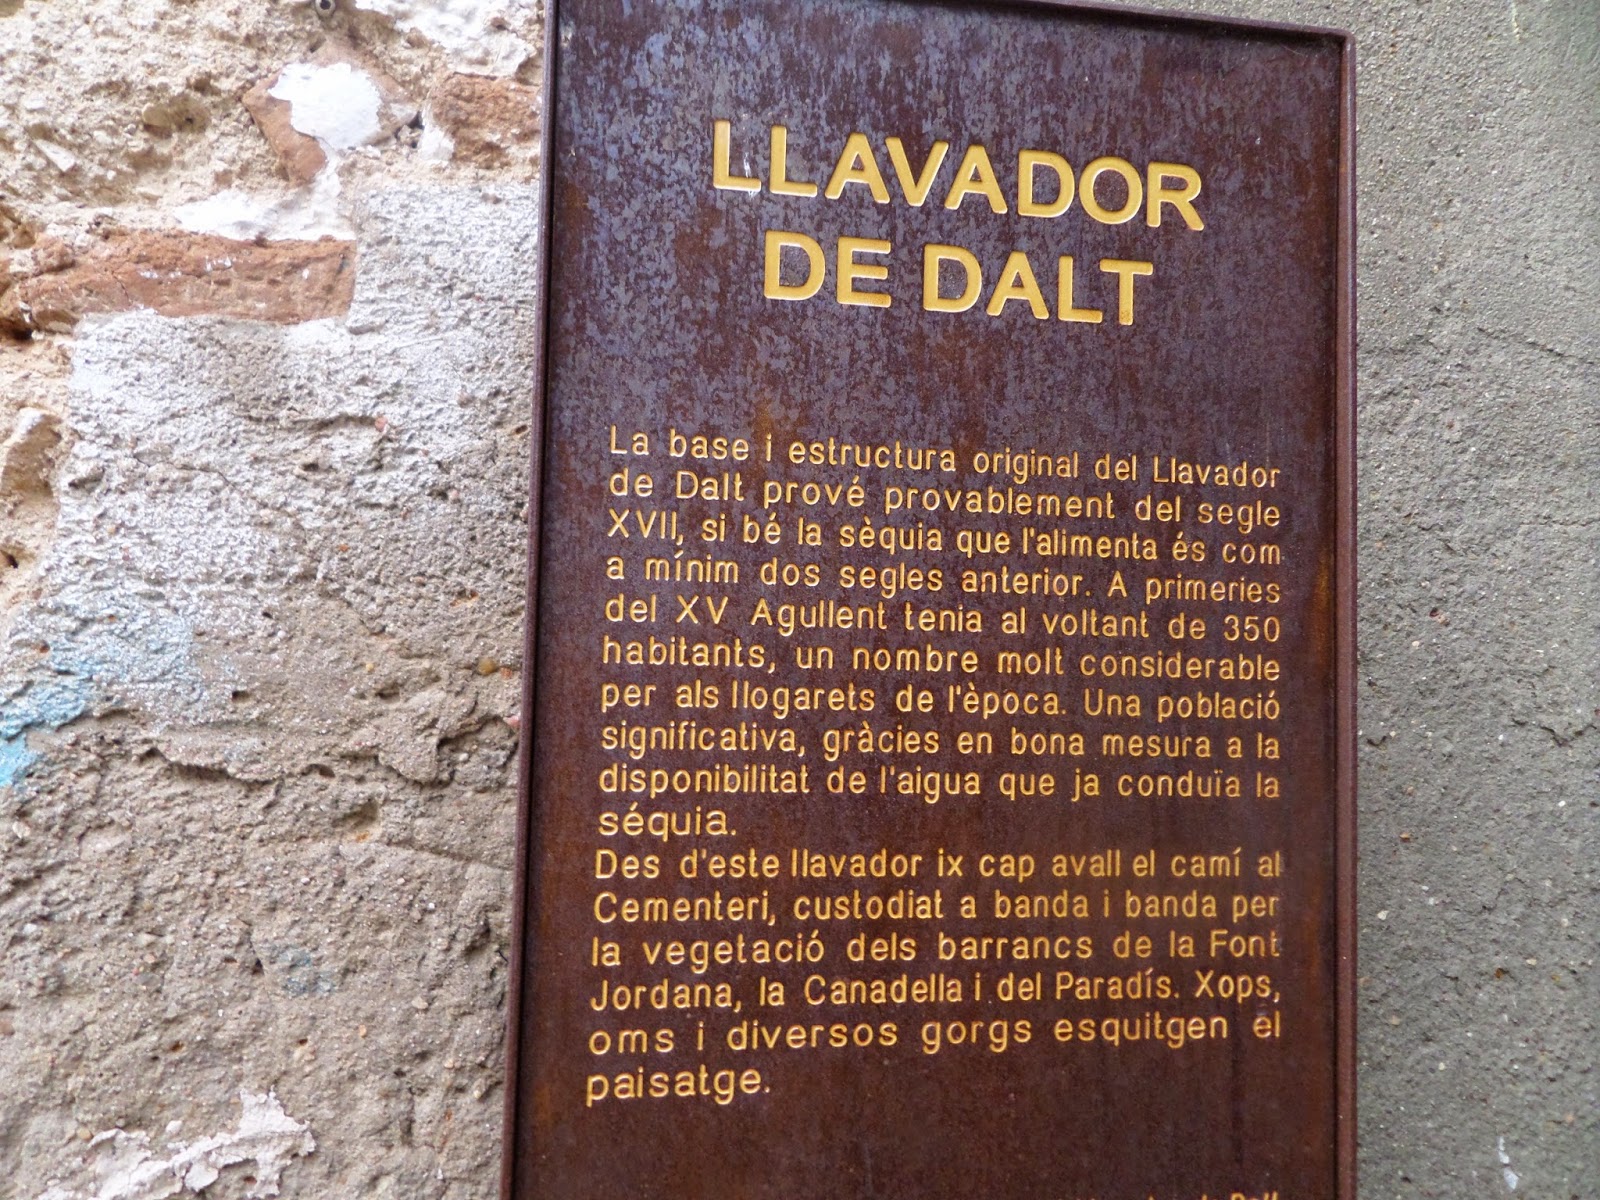 LLAVADOR
DE DALT
La base i estructura original del Llavador
de Dalt prové provablement del segle
XVII, si bé la sèquia que l'alimenta és com
a mínim dos segles anterior. A primeries
del XV Agullent tenia al voltant de 350
habitants, un nombre molt considerable
per als llogarets de l'època. Una població
significativa, gràcies en bona mesura a la
disponibilitat de l'aigua que ja conduïa la
séquia.
Des d'este llavador ix cap avall el camí al
Cementeri, custodiat a banda i banda per
la vegetació dels barrancs de la Font
Jordana, la Canadella i del Paradís. Xops,
oms i diversos gorgs esquitgen el
paisatge.